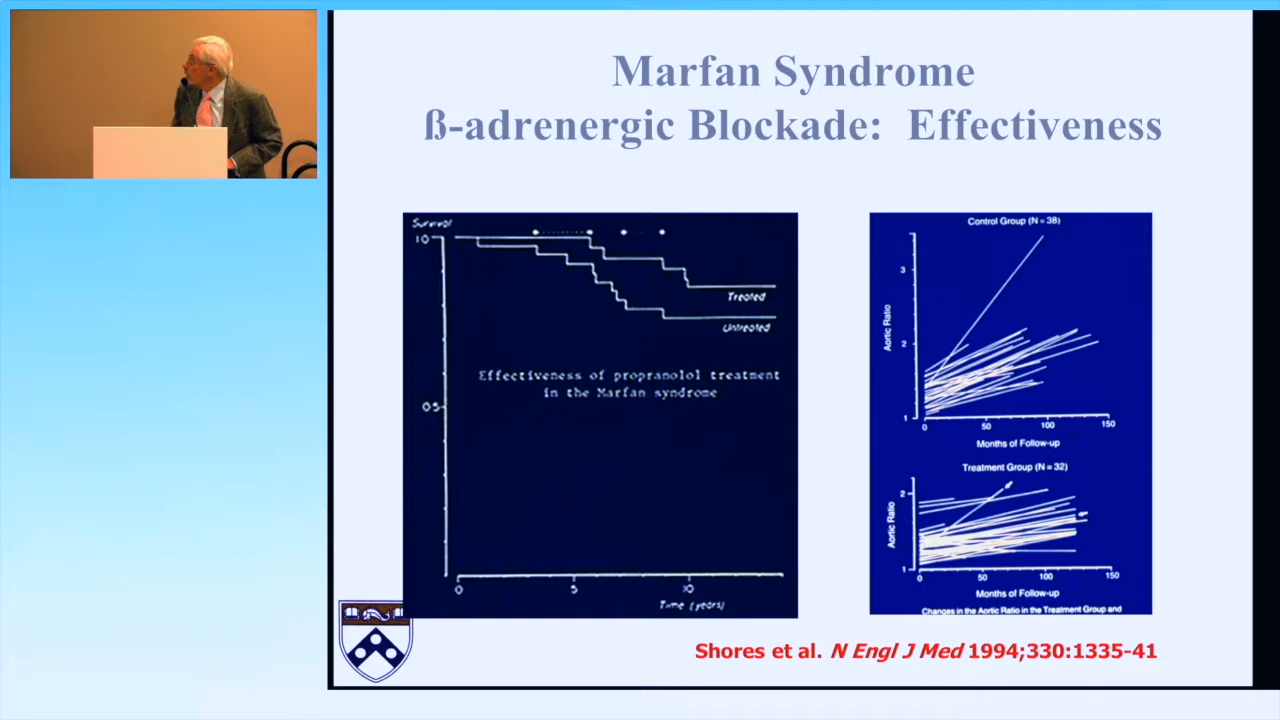 Marfan Syndrome
ß-adrenergic Blockade: Effectiveness
Survival
1.0
Treated
Untreated
Effectiveness of propranolol treatment
in the Marfan syndrome
0.5
0 5 10
Time (years)
Control Group (N = 38)
3
Aortic Ratio
2
1
0 50 100 150
Months of Follow-up
Treatment Group (N = 32)
2
Aortic Ratio
1
0 50 100 150
Months of Follow-up
Changes in the Aortic Ratio in the Treatment Group and
Shores et al. N Engl J Med 1994;330:1335-41